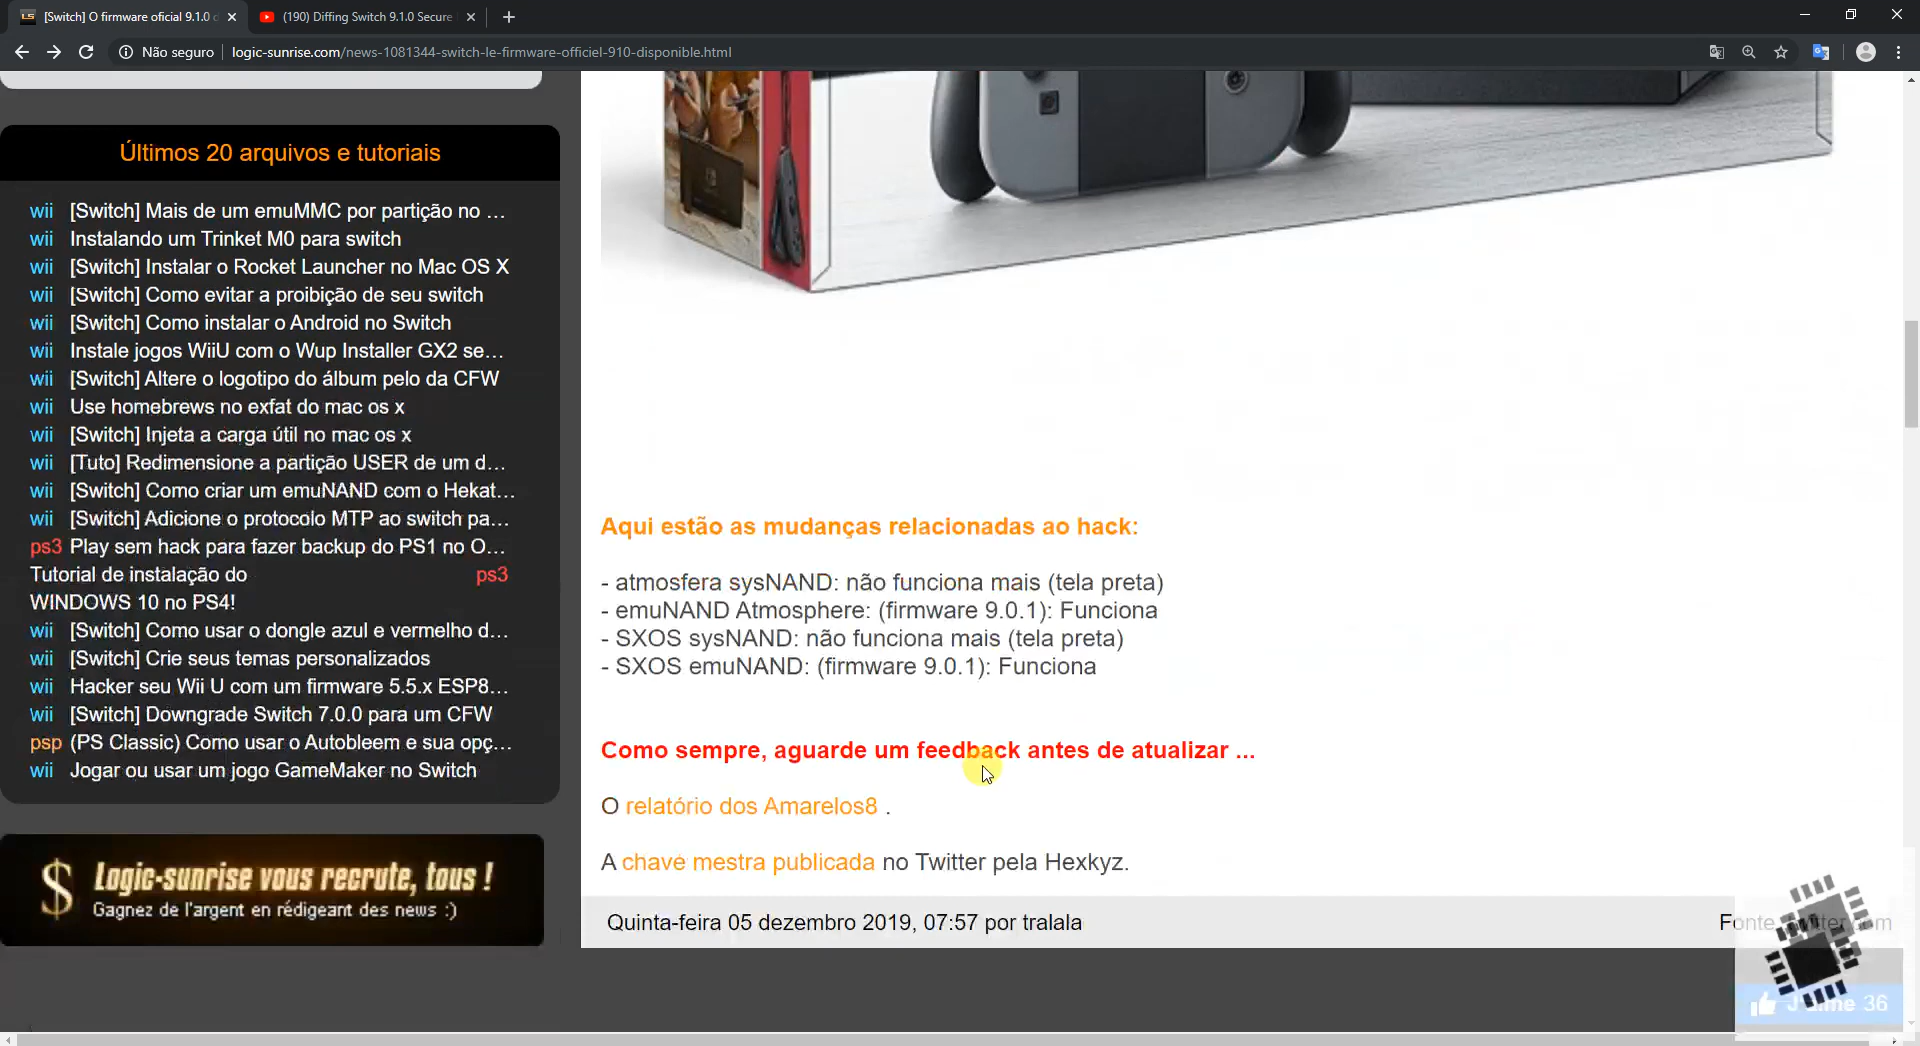 [Switch] O firmware oficial 9.1.0 d
(190) Diffing Switch 9.1.0 Secure
Não seguro
logic-sunrise.com/news-1081344-switch-le-firmware-officiel-910-disponible.html
Últimos 20 arquivos e tutoriais
wii [Switch] Mais de um emuMMC por partição no ...
wii Instalando um Trinket M0 para switch
wii [Switch] Instalar o Rocket Launcher no Mac OS X
wii [Switch] Como evitar a proibição de seu switch
wii [Switch] Como instalar o Android no Switch
wii Instale jogos WiiU com o Wup Installer GX2 se...
wii [Switch] Altere o logotipo do álbum pelo da CFW
wii Use homebrews no exfat do mac os x
wii [Switch] Injeta a carga útil no mac os x
wii [Tuto] Redimensione a partição USER de um d...
wii [Switch] Como criar um emuNAND com o Hekat...
wii [Switch] Adicione o protocolo MTP ao switch pa...
ps3 Play sem hack para fazer backup do PS1 no O...
Tutorial de instalação do ps3
WINDOWS 10 no PS4!
wii [Switch] Como usar o dongle azul e vermelho d...
wii [Switch] Crie seus temas personalizados
wii Hacker seu Wii U com um firmware 5.5.x ESP8...
wii [Switch] Downgrade Switch 7.0.0 para um CFW
psp (PS Classic) Como usar o Autobleem e sua opç...
wii Jogar ou usar um jogo GameMaker no Switch
$ Logic-sunrise vous recrute, tous !
Gagnez de l'argent en rédigeant des news :)
Aqui estão as mudanças relacionadas ao hack:
- atmosfera sysNAND: não funciona mais (tela preta)
- emuNAND Atmosphere: (firmware 9.0.1): Funciona
- SXOS sysNAND: não funciona mais (tela preta)
- SXOS emuNAND: (firmware 9.0.1): Funciona
Como sempre, aguarde um feedback antes de atualizar ...
O relatório dos Amarelos8 .
A chave mestra publicada no Twitter pela Hexkyz.
Quinta-feira 05 dezembro 2019, 07:57 por tralala
Fonte
J'aime 36